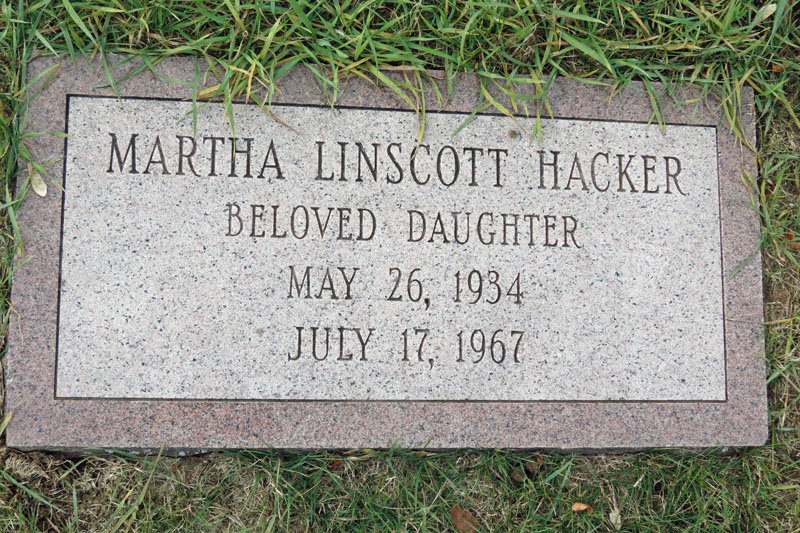 MARTHA LINSCOTT HACKER
BELOVED DAUGHTER
MAY 26, 1934
JULY 17, 1967